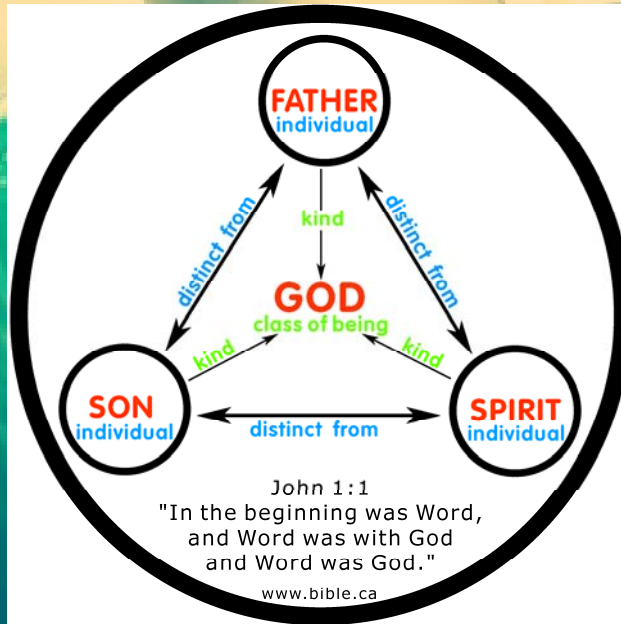 FATHER
individual
distinct from
kind
distinct from
GOD
class of being
kind
kind
SON
individual
distinct from
SPIRIT
individual
John 1:1
"In the beginning was Word,
and Word was with God
and Word was God."
www.bible.ca